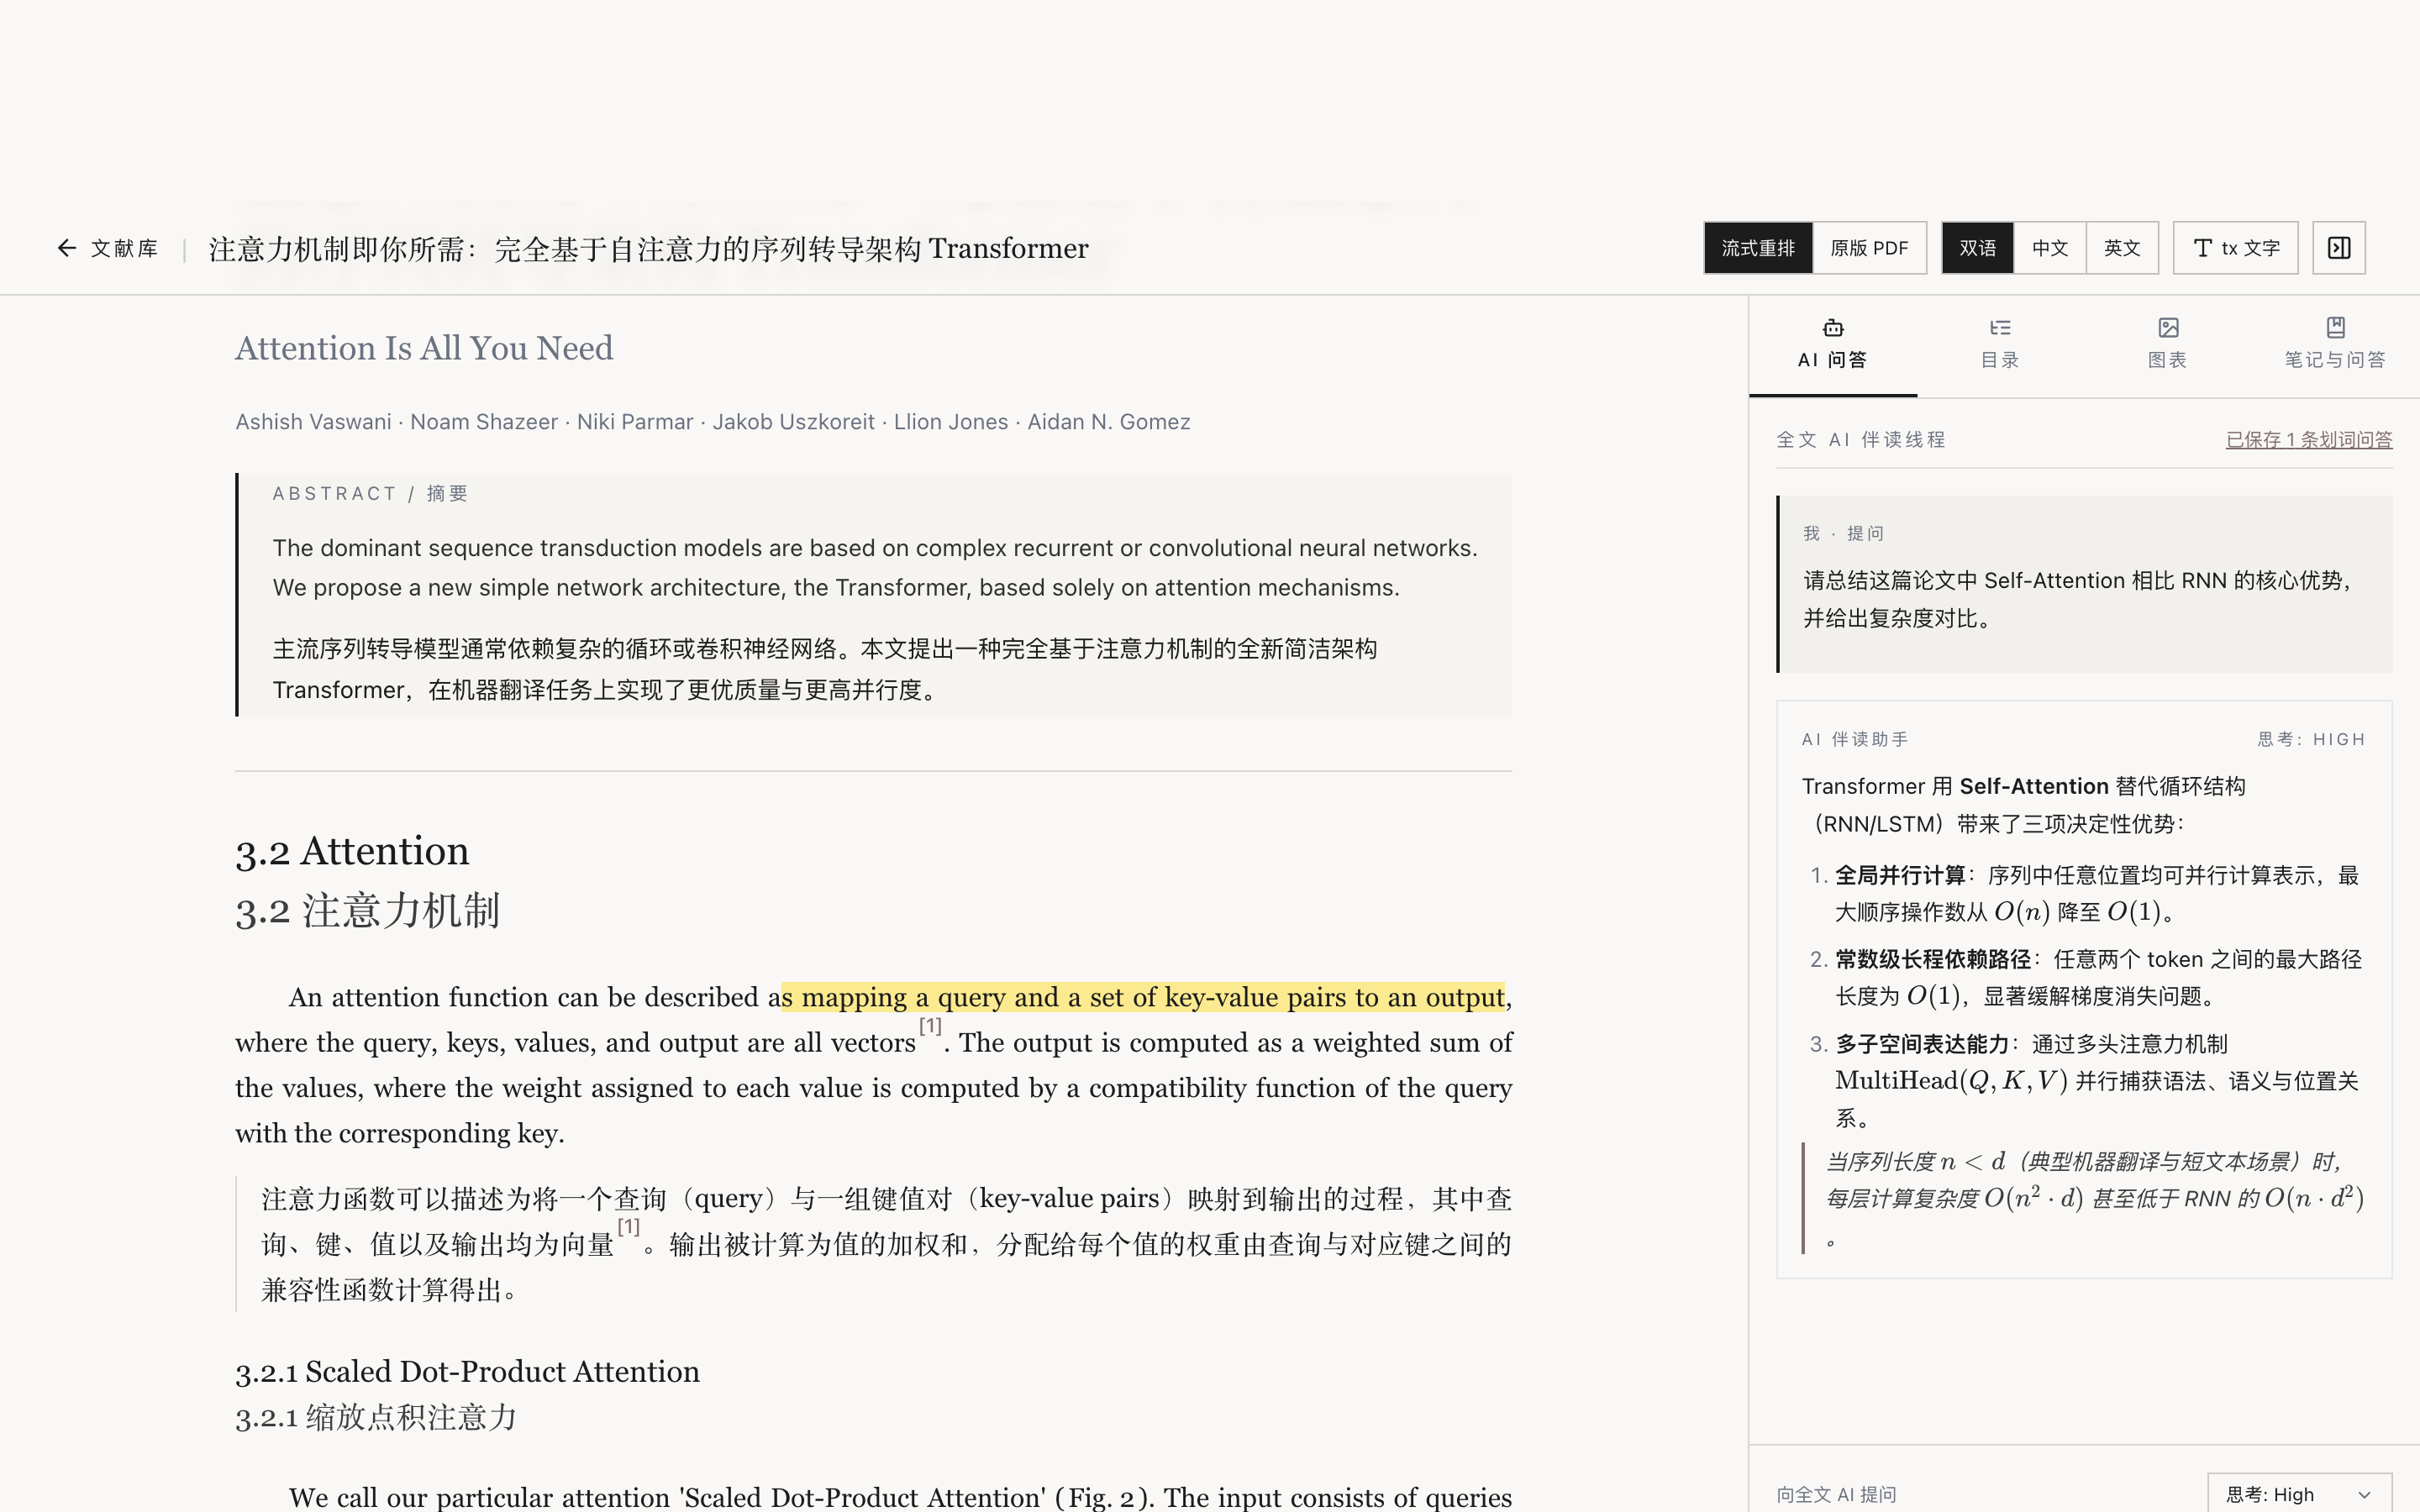 文献库 | 注意力机制即你所需：完全基于自注意力的序列转导架构 Transformer
流式重排 原版 PDF 双语 中文 英文 tx 文字
Attention Is All You Need
Ashish Vaswani · Noam Shazeer · Niki Parmar · Jakob Uszkoreit · Llion Jones · Aidan N. Gomez
ABSTRACT / 摘要
The dominant sequence transduction models are based on complex recurrent or convolutional neural networks.
We propose a new simple network architecture, the Transformer, based solely on attention mechanisms.
主流序列转导模型通常依赖复杂的循环或卷积神经网络。本文提出一种完全基于注意力机制的全新简洁架构
Transformer，在机器翻译任务上实现了更优质量与更高并行度。
3.2 Attention
3.2 注意力机制
An attention function can be described as mapping a query and a set of key-value pairs to an output,
where the query, keys, values, and output are all vectors[1]. The output is computed as a weighted sum of
the values, where the weight assigned to each value is computed by a compatibility function of the query
with the corresponding key.
注意力函数可以描述为将一个查询（query）与一组键值对（key-value pairs）映射到输出的过程，其中查
询、键、值以及输出均为向量[1]。输出被计算为值的加权和，分配给每个值的权重由查询与对应键之间的
兼容性函数计算得出。
3.2.1 Scaled Dot-Product Attention
3.2.1 缩放点积注意力
We call our particular attention 'Scaled Dot-Product Attention' (Fig. 2). The input consists of queries
AI 问答 目录 图表 笔记与问答
全文 AI 伴读线程 已保存 1 条划词问答
我 · 提问
请总结这篇论文中 Self-Attention 相比 RNN 的核心优势，
并给出复杂度对比。
AI 伴读助手 思考: HIGH
Transformer 用 Self-Attention 替代循环结构
（RNN/LSTM）带来了三项决定性优势：
1. 全局并行计算：序列中任意位置均可并行计算表示，最
大顺序操作数从 O(n) 降至 O(1)。
2. 常数级长程依赖路径：任意两个 token 之间的最大路径
长度为 O(1)，显著缓解梯度消失问题。
3. 多子空间表达能力：通过多头注意力机制
MultiHead(Q, K, V) 并行捕获语法、语义与位置关
系。
当序列长度 n < d（典型机器翻译与短文本场景）时，
每层计算复杂度 O(n² · d) 甚至低于 RNN 的 O(n · d²)
。
向全文 AI 提问 思考: High